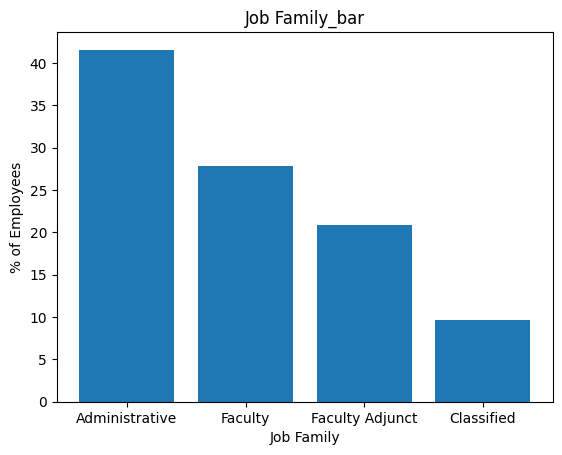 Job Family_bar
% of Employees
40
35
30
25
20
15
10
5
0
Administrative Faculty Faculty Adjunct Classified
Job Family